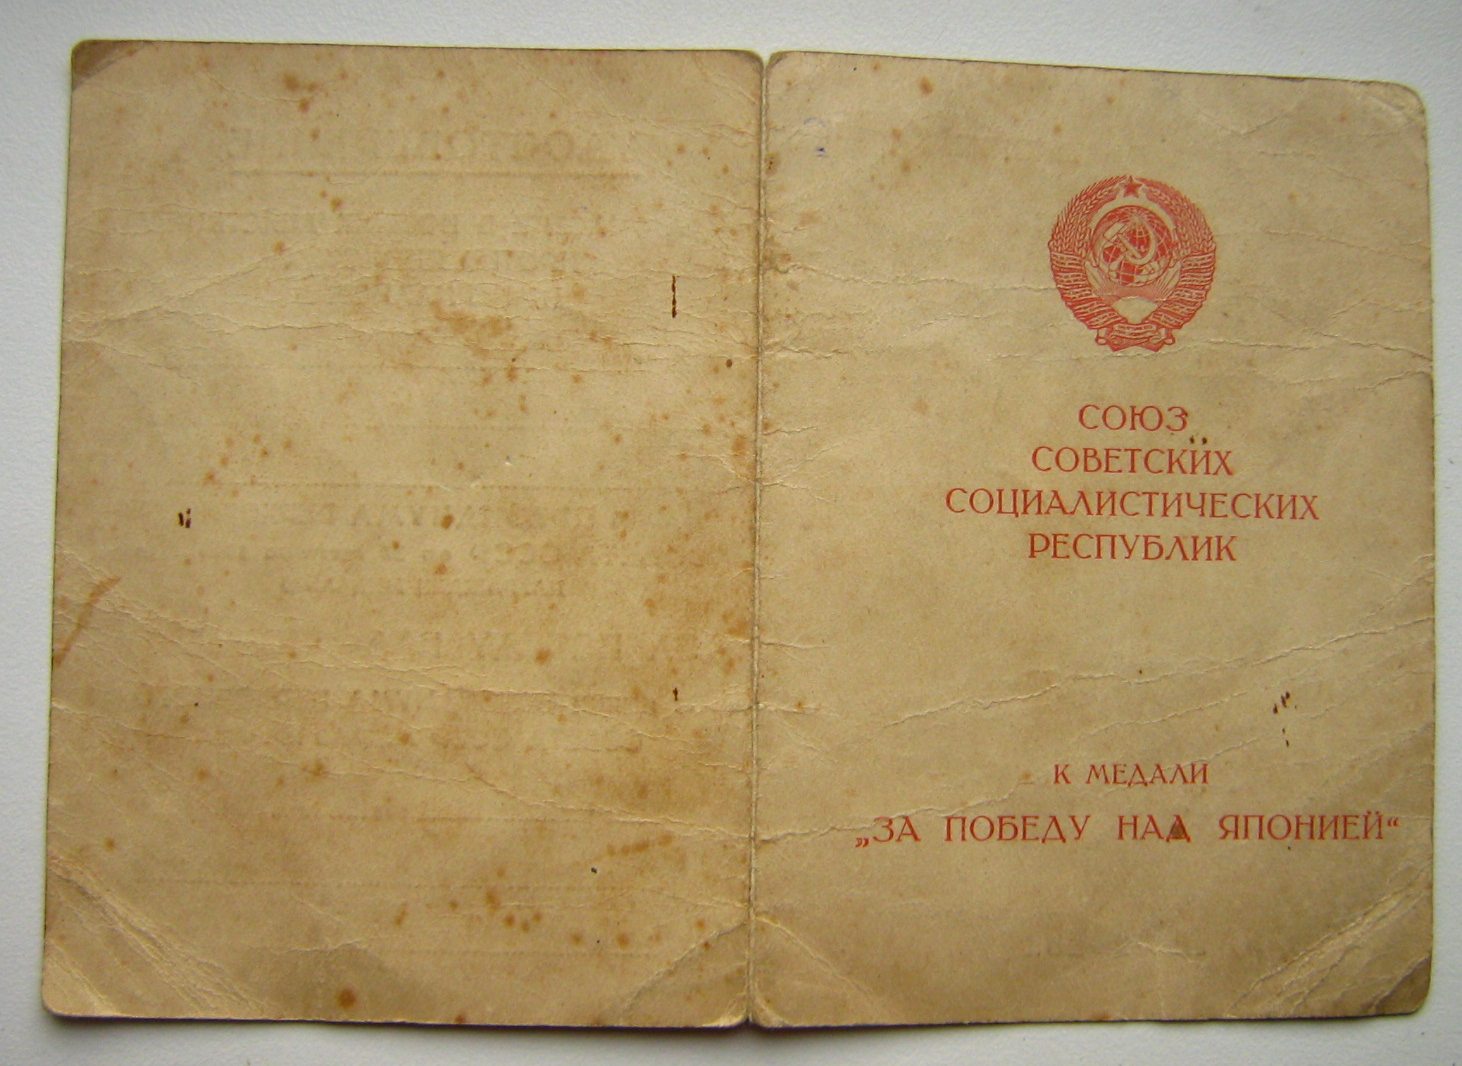 СОЮЗ
СОВЕТСКИХ
СОЦИАЛИСТИЧЕСКИХ
РЕСПУБЛИК
К МЕДАЛИ
„ЗА ПОБЕДУ НАД ЯПОНИЕЙ“